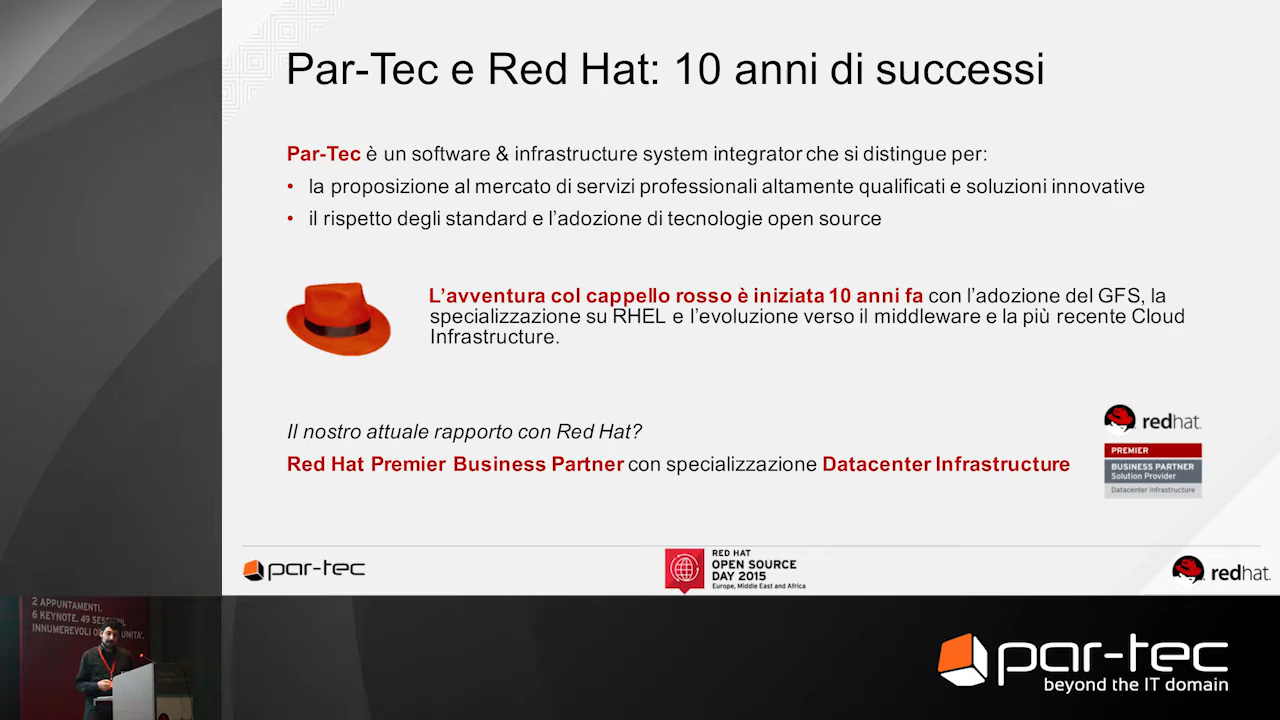 Par-Tec e Red Hat: 10 anni di successi
Par-Tec è un software & infrastructure system integrator che si distingue per:
• la proposizione al mercato di servizi professionali altamente qualificati e soluzioni innovative
• il rispetto degli standard e l’adozione di tecnologie open source
L’avventura col cappello rosso è iniziata 10 anni fa con l’adozione del GFS, la
specializzazione su RHEL e l’evoluzione verso il middleware e la più recente Cloud
Infrastructure.
Il nostro attuale rapporto con Red Hat?
Red Hat Premier Business Partner con specializzazione Datacenter Infrastructure
redhat.
PREMIER
BUSINESS PARTNER
Solution Provider
Datacenter Infrastructure
par-tec
RED HAT
OPEN SOURCE
DAY 2015
Europe, Middle East and Africa
redhat.
2 APPUNTAMENTI.
6 KEYNOTE. 49 SESSIONI.
INNUMEREVOLI
par-tec
beyond the IT domain